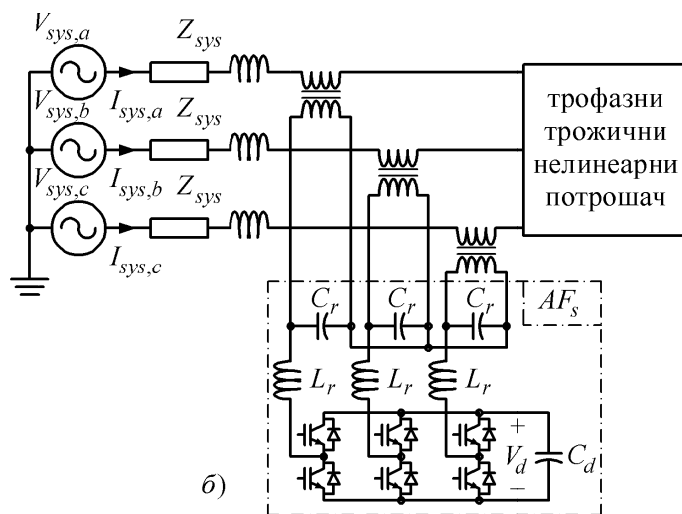 V_sys,a
Z_sys
I_sys,a
V_sys,b
Z_sys
I_sys,b
V_sys,c
Z_sys
I_sys,c
трофазни
трожични
нелинеарни
потрошач
C_r C_r C_r
AF_s
L_r L_r L_r
+
V_d C_d
–
б)